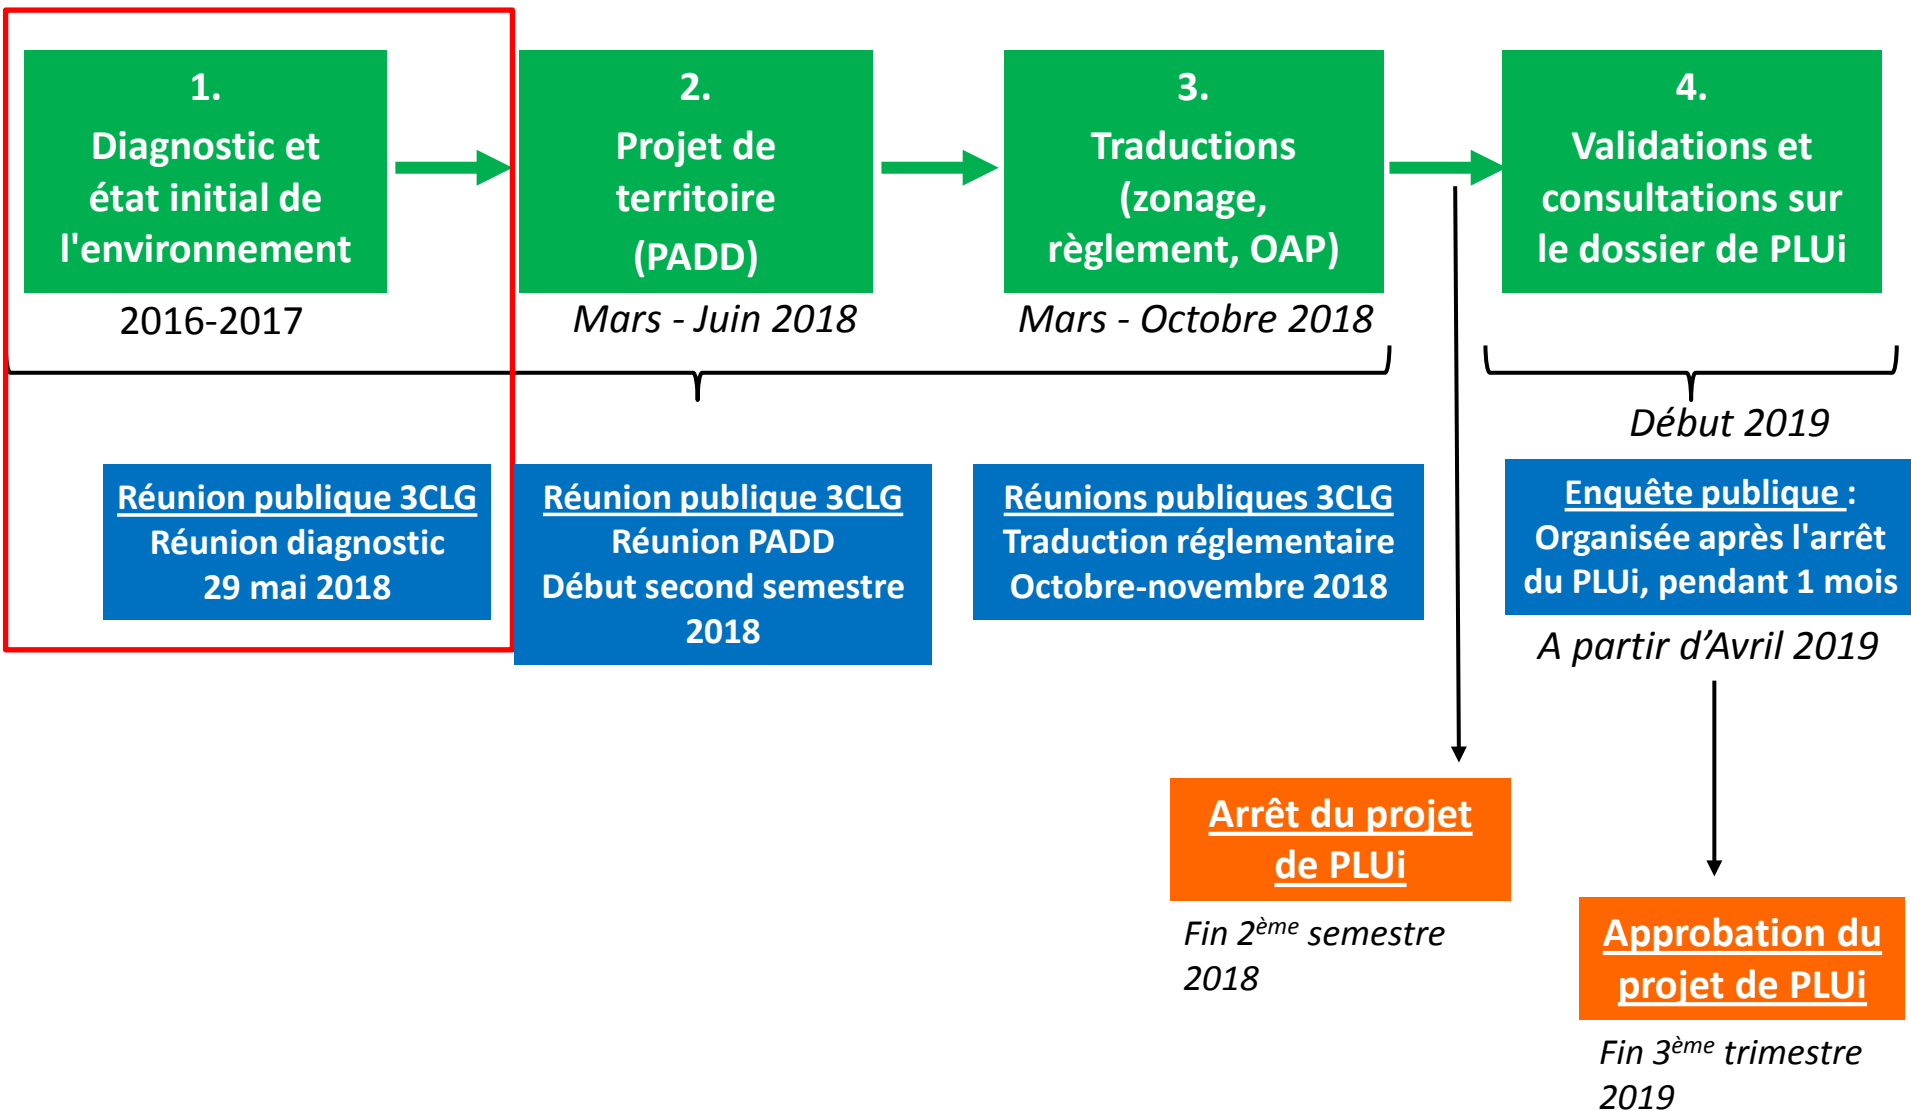 1.
Diagnostic et
état initial de
l'environnement
2016-2017
2.
Projet de
territoire
(PADD)
Mars - Juin 2018
3.
Traductions
(zonage,
règlement, OAP)
Mars - Octobre 2018
4.
Validations et
consultations sur
le dossier de PLUi
Début 2019
Réunion publique 3CLG
Réunion diagnostic
29 mai 2018
Réunion publique 3CLG
Réunion PADD
Début second semestre
2018
Réunions publiques 3CLG
Traduction réglementaire
Octobre-novembre 2018
Enquête publique :
Organisée après l'arrêt
du PLUi, pendant 1 mois
A partir d’Avril 2019
Arrêt du projet
de PLUi
Fin 2ème semestre
2018
Approbation du
projet de PLUi
Fin 3ème trimestre
2019